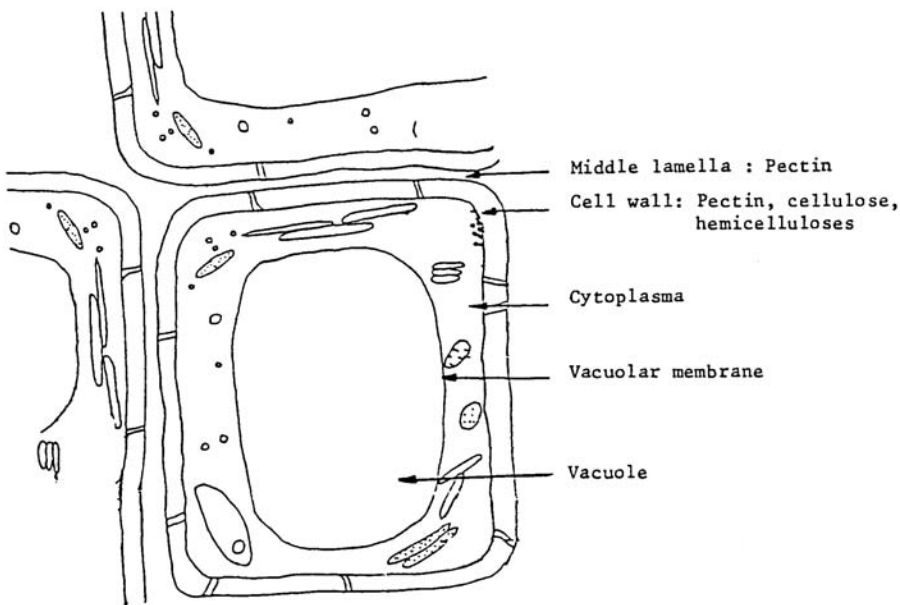 Middle lamella : Pectin
Cell wall: Pectin, cellulose,
hemicelluloses
Cytoplasma
Vacuolar membrane
Vacuole